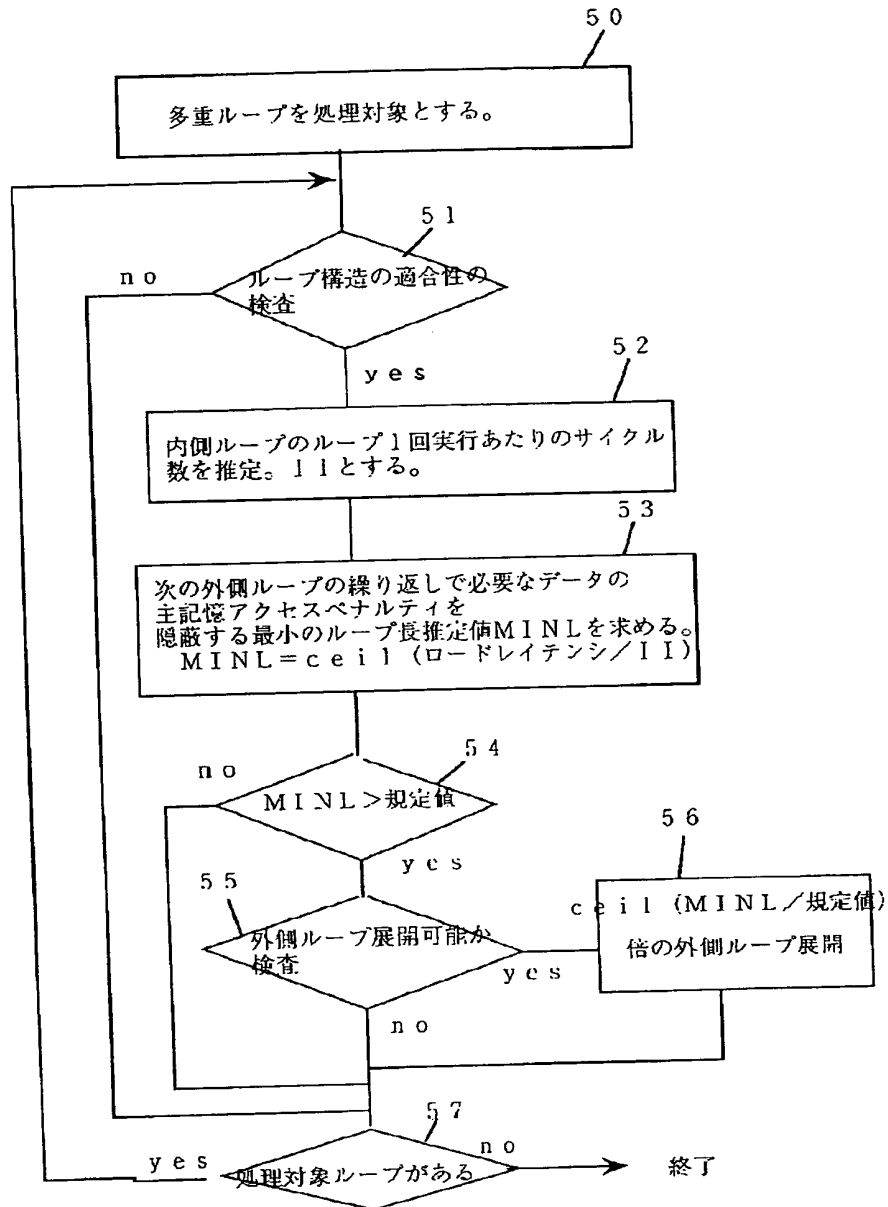 50
多重ループを処理対象とする。
51
no
ループ構造の適合性の
検査
yes
52
内側ループのループ1回実行あたりのサイクル
数を推定。IIとする。
53
次の外側ループの繰り返しで必要なデータの
主記憶アクセスペナルティを
隠蔽する最小のループ長推定値MINLを求める。
MINL=ceil(ロードレイテンシ/II)
54
no
MINL>規定値
yes
55
外側ループ展開可能か
検査
yes
no
56
ceil(MINL/規定値)
倍の外側ループ展開
57
yes
処理対象ループがある
no
終了